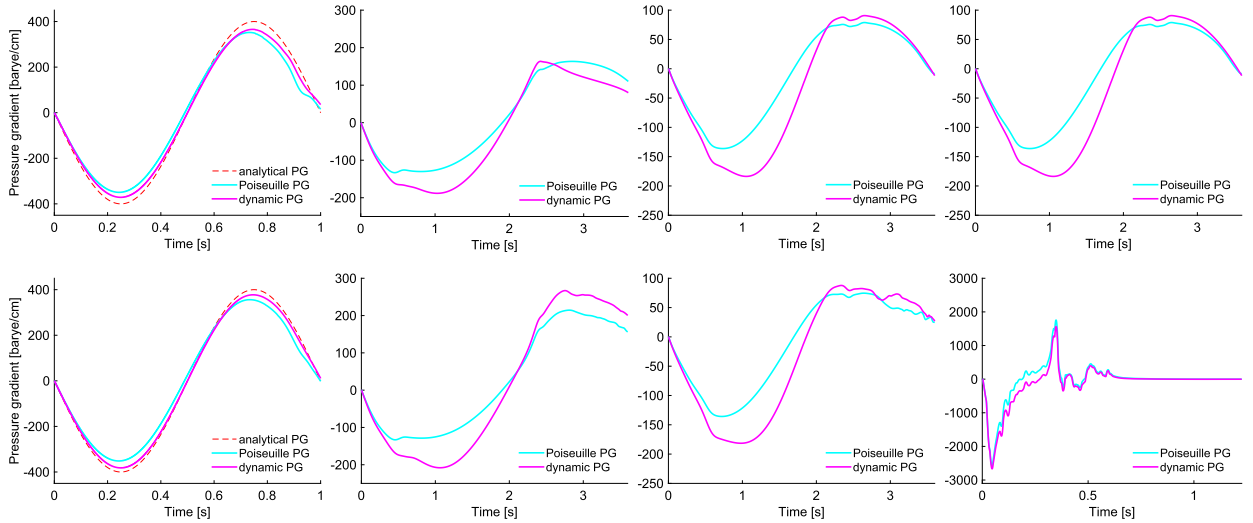 400
200
0
-200
-400
Pressure gradient [barye/cm]
analytical PG
Poiseuille PG
dynamic PG
0 0.2 0.4 0.6 0.8 1
Time [s]
300
200
100
0
-100
-200
Poiseuille PG
dynamic PG
0 1 2 3
Time [s]
100
50
0
-50
-100
-150
-200
-250
Poiseuille PG
dynamic PG
0 1 2 3
Time [s]
100
50
0
-50
-100
-150
-200
-250
Poiseuille PG
dynamic PG
0 1 2 3
Time [s]
400
200
0
-200
-400
Pressure gradient [barye/cm]
analytical PG
Poiseuille PG
dynamic PG
0 0.2 0.4 0.6 0.8 1
Time [s]
300
200
100
0
-100
-200
Poiseuille PG
dynamic PG
0 1 2 3
Time [s]
100
50
0
-50
-100
-150
-200
-250
Poiseuille PG
dynamic PG
0 1 2 3
Time [s]
3000
2000
1000
0
-1000
-2000
-3000
Poiseuille PG
dynamic PG
0 0.5 1
Time [s]